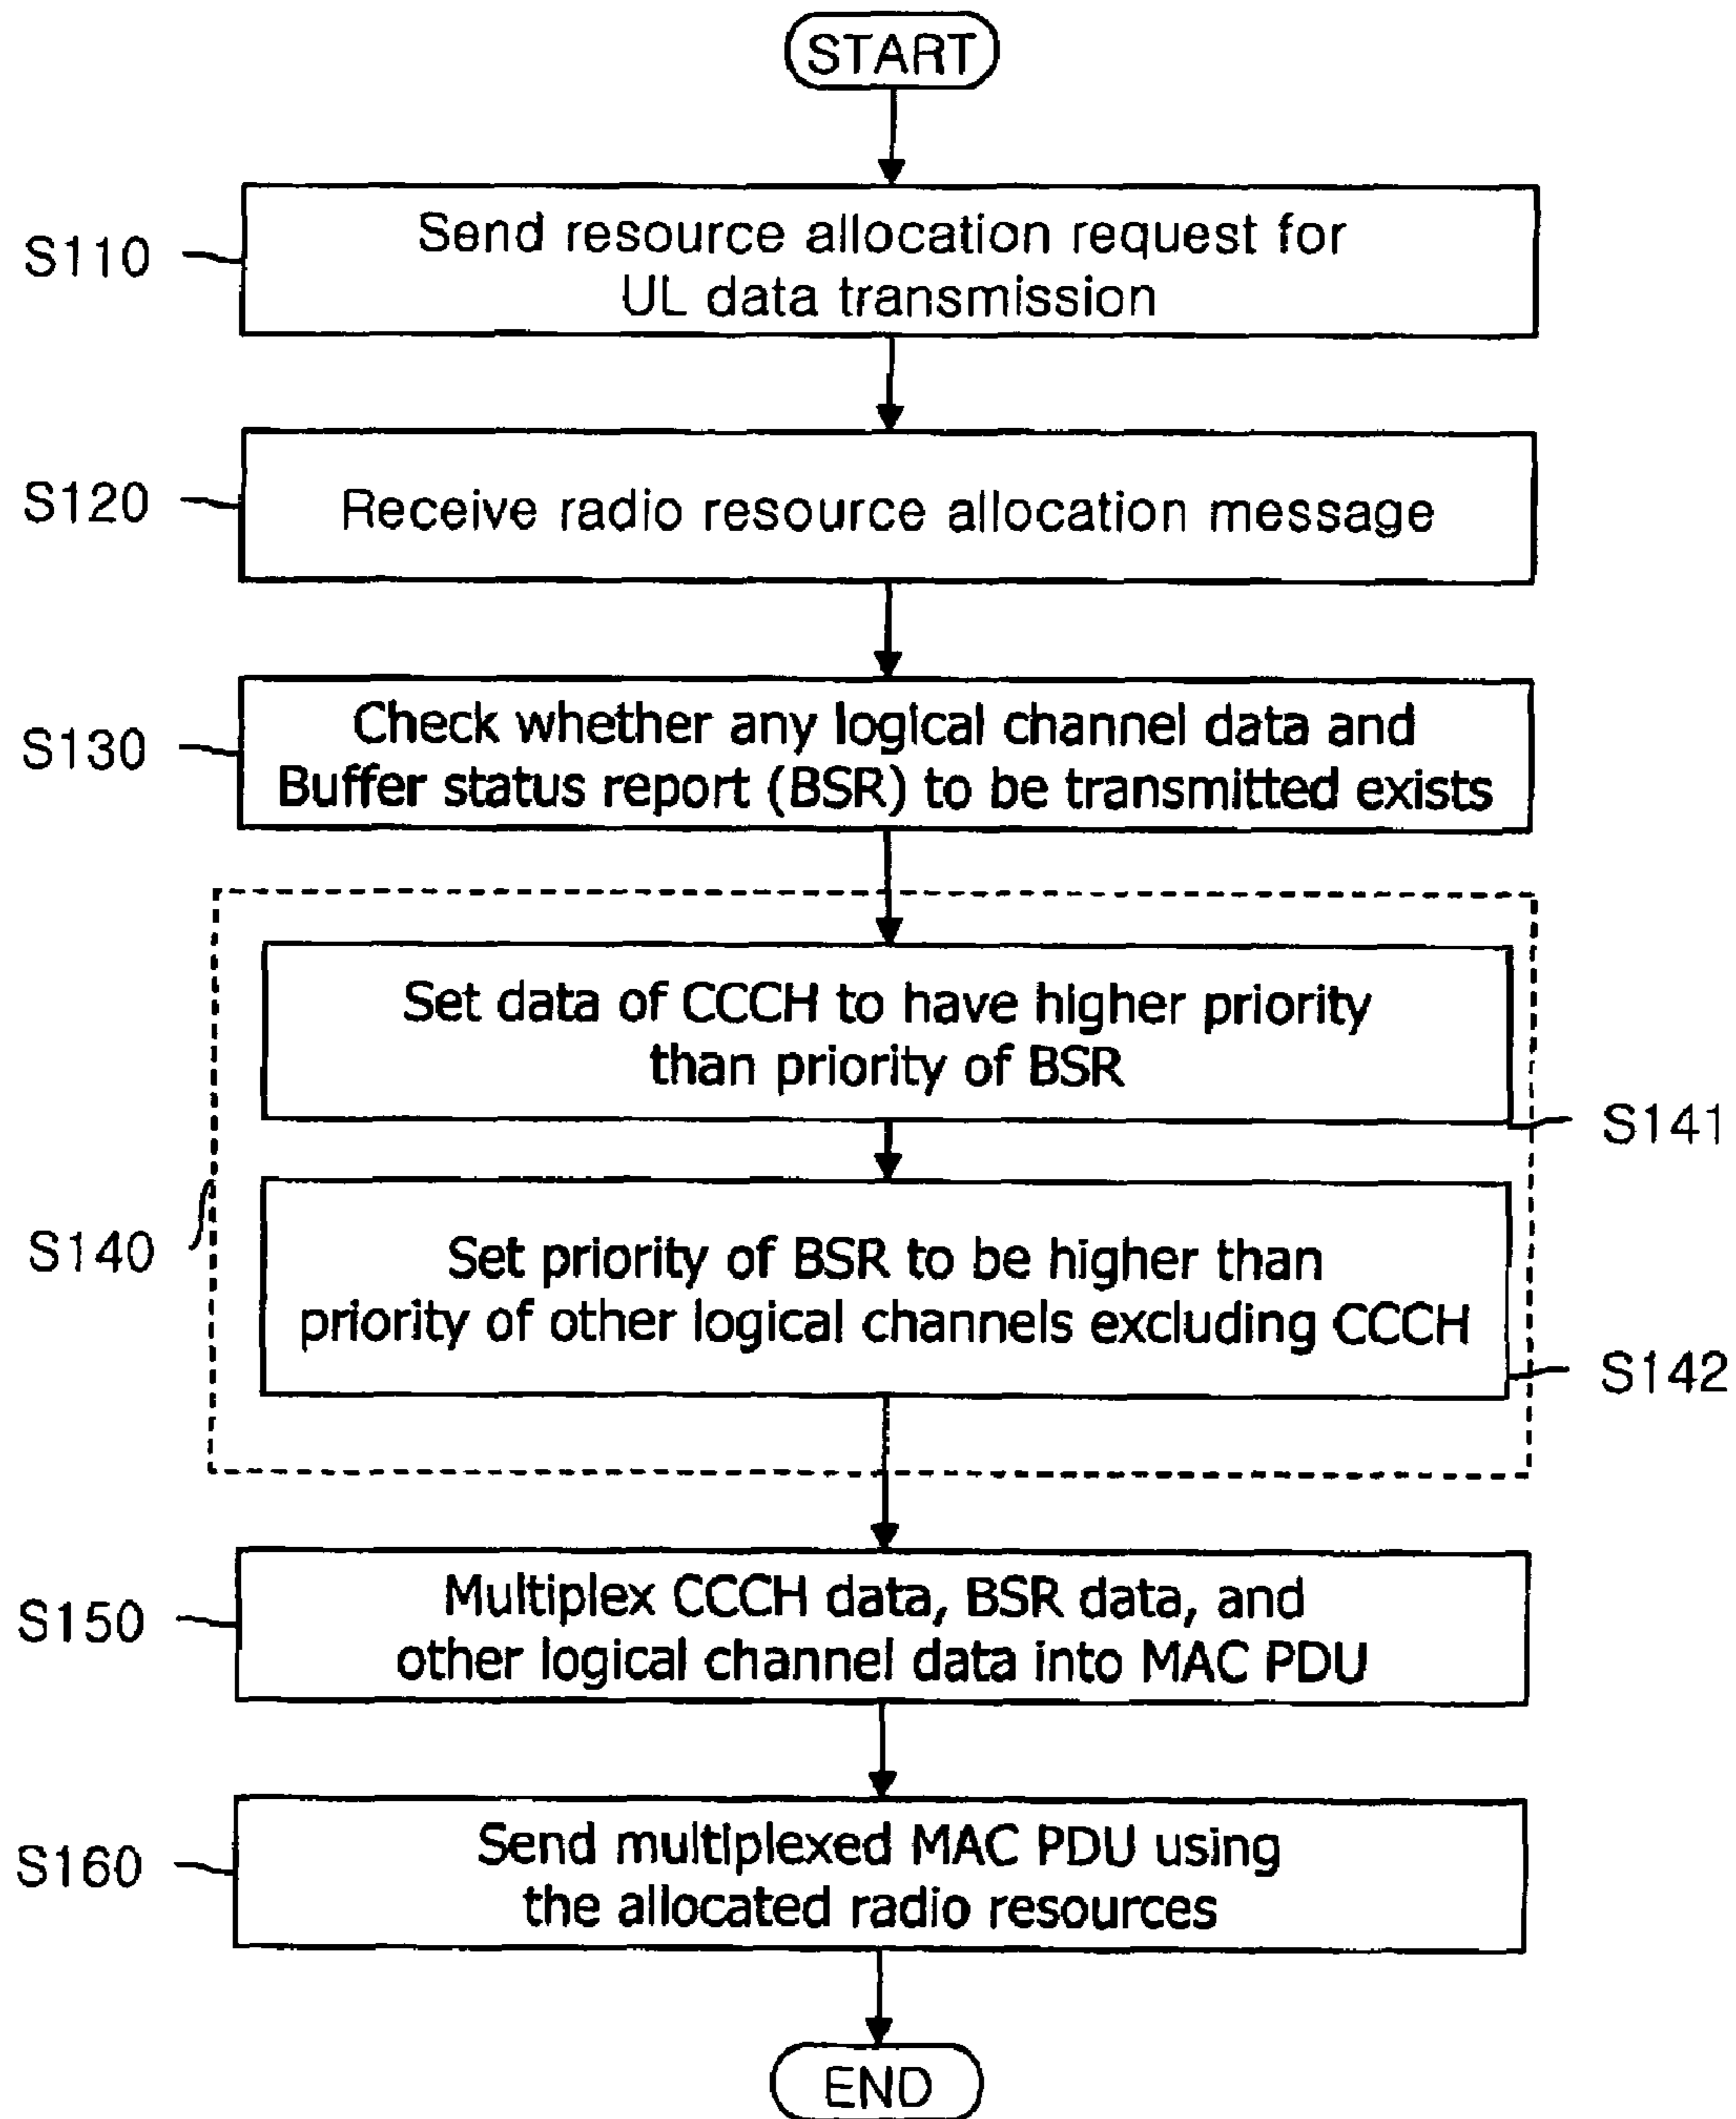 START
S110
Send resource allocation request for
UL data transmission
S120
Receive radio resource allocation message
S130
Check whether any logical channel data and
Buffer status report (BSR) to be transmitted exists
S140
Set data of CCCH to have higher priority
than priority of BSR
S141
Set priority of BSR to be higher than
priority of other logical channels excluding CCCH
S142
S150
Multiplex CCCH data, BSR data, and
other logical channel data into MAC PDU
S160
Send multiplexed MAC PDU using
the allocated radio resources
END